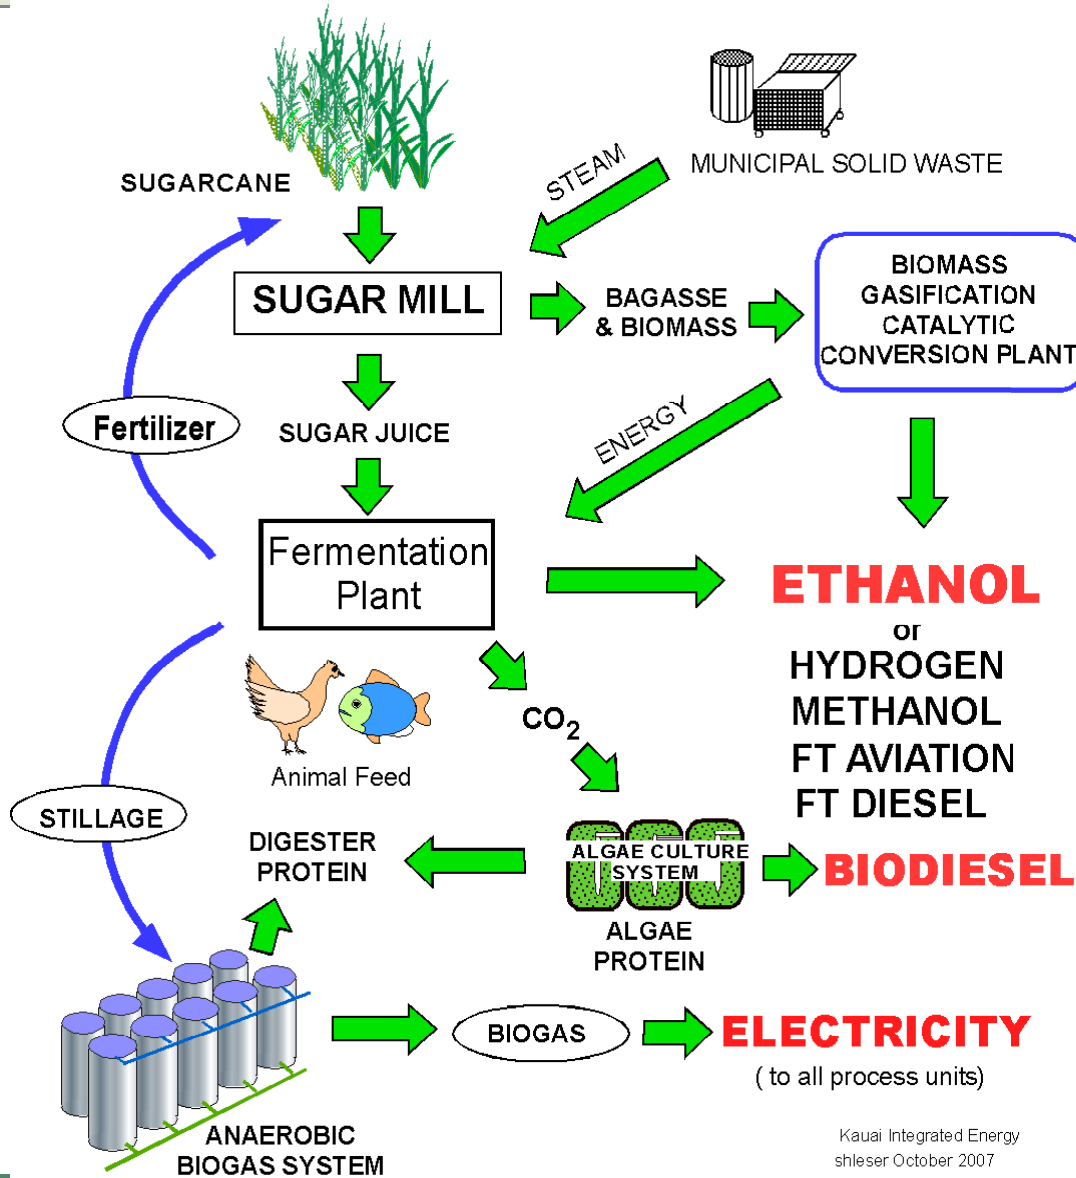 MUNICIPAL SOLID WASTE
SUGARCANE
STEAM
SUGAR MILL
BAGASSE
& BIOMASS
BIOMASS
GASIFICATION
CATALYTIC
CONVERSION PLANT
Fertilizer
SUGAR JUICE
ENERGY
Fermentation
Plant
ETHANOL
or
HYDROGEN
METHANOL
FT AVIATION
FT DIESEL
CO2
Animal Feed
STILLAGE
DIGESTER
PROTEIN
ALGAE CULTURE
SYSTEM
BIODIESEL
ALGAE
PROTEIN
BIOGAS
ELECTRICITY
( to all process units)
ANAEROBIC
BIOGAS SYSTEM
Kauai Integrated Energy
shleser October 2007